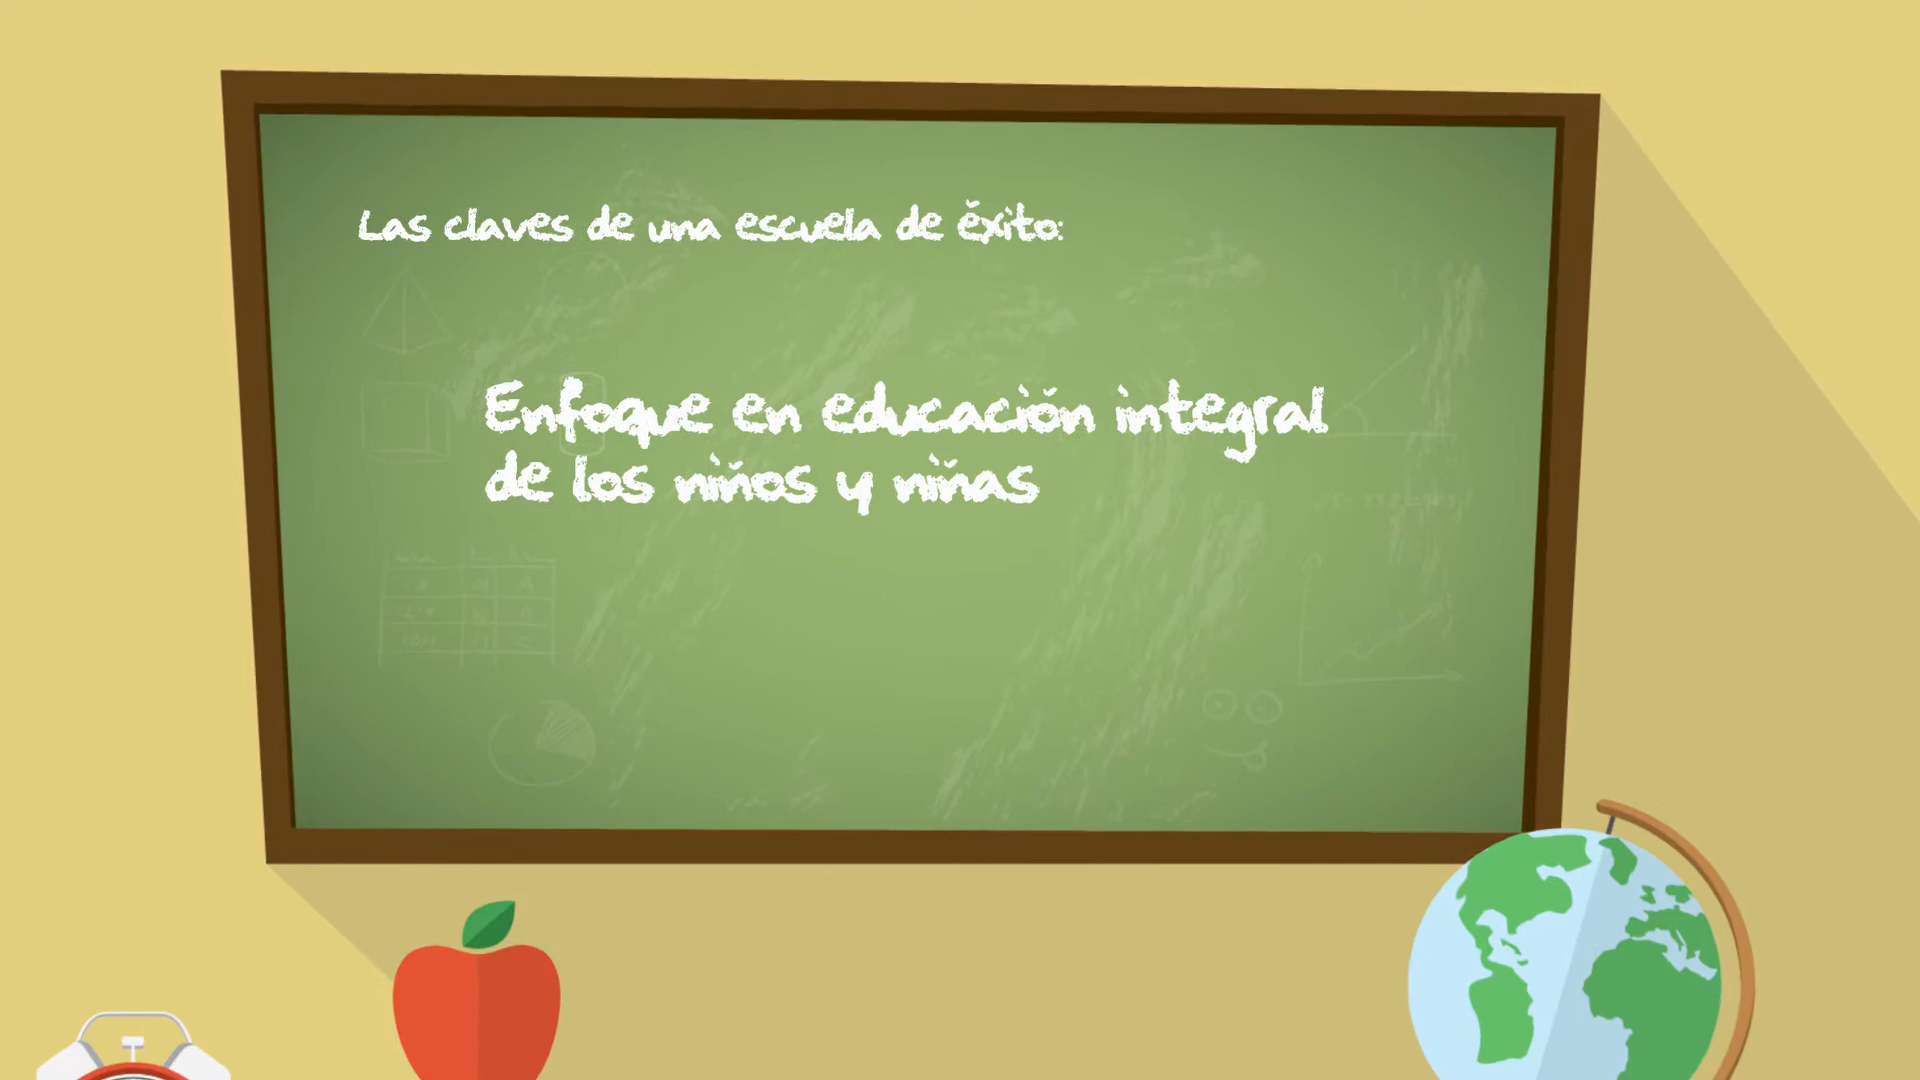 Las claves de una escuela de éxito:
Enfoque en educación integral
de los niños y niñas